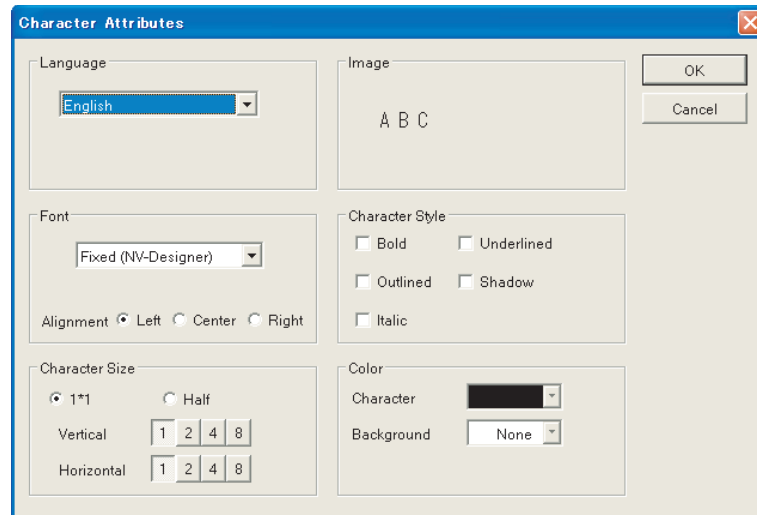 Character Attributes
Language
English
Image
A B C
OK
Cancel
Font
Fixed (NV-Designer)
Alignment Left Center Right
Character Style
Bold Underlined
Outlined Shadow
Italic
Character Size
1*1 Half
Vertical 1 2 4 8
Horizontal 1 2 4 8
Color
Character
Background None